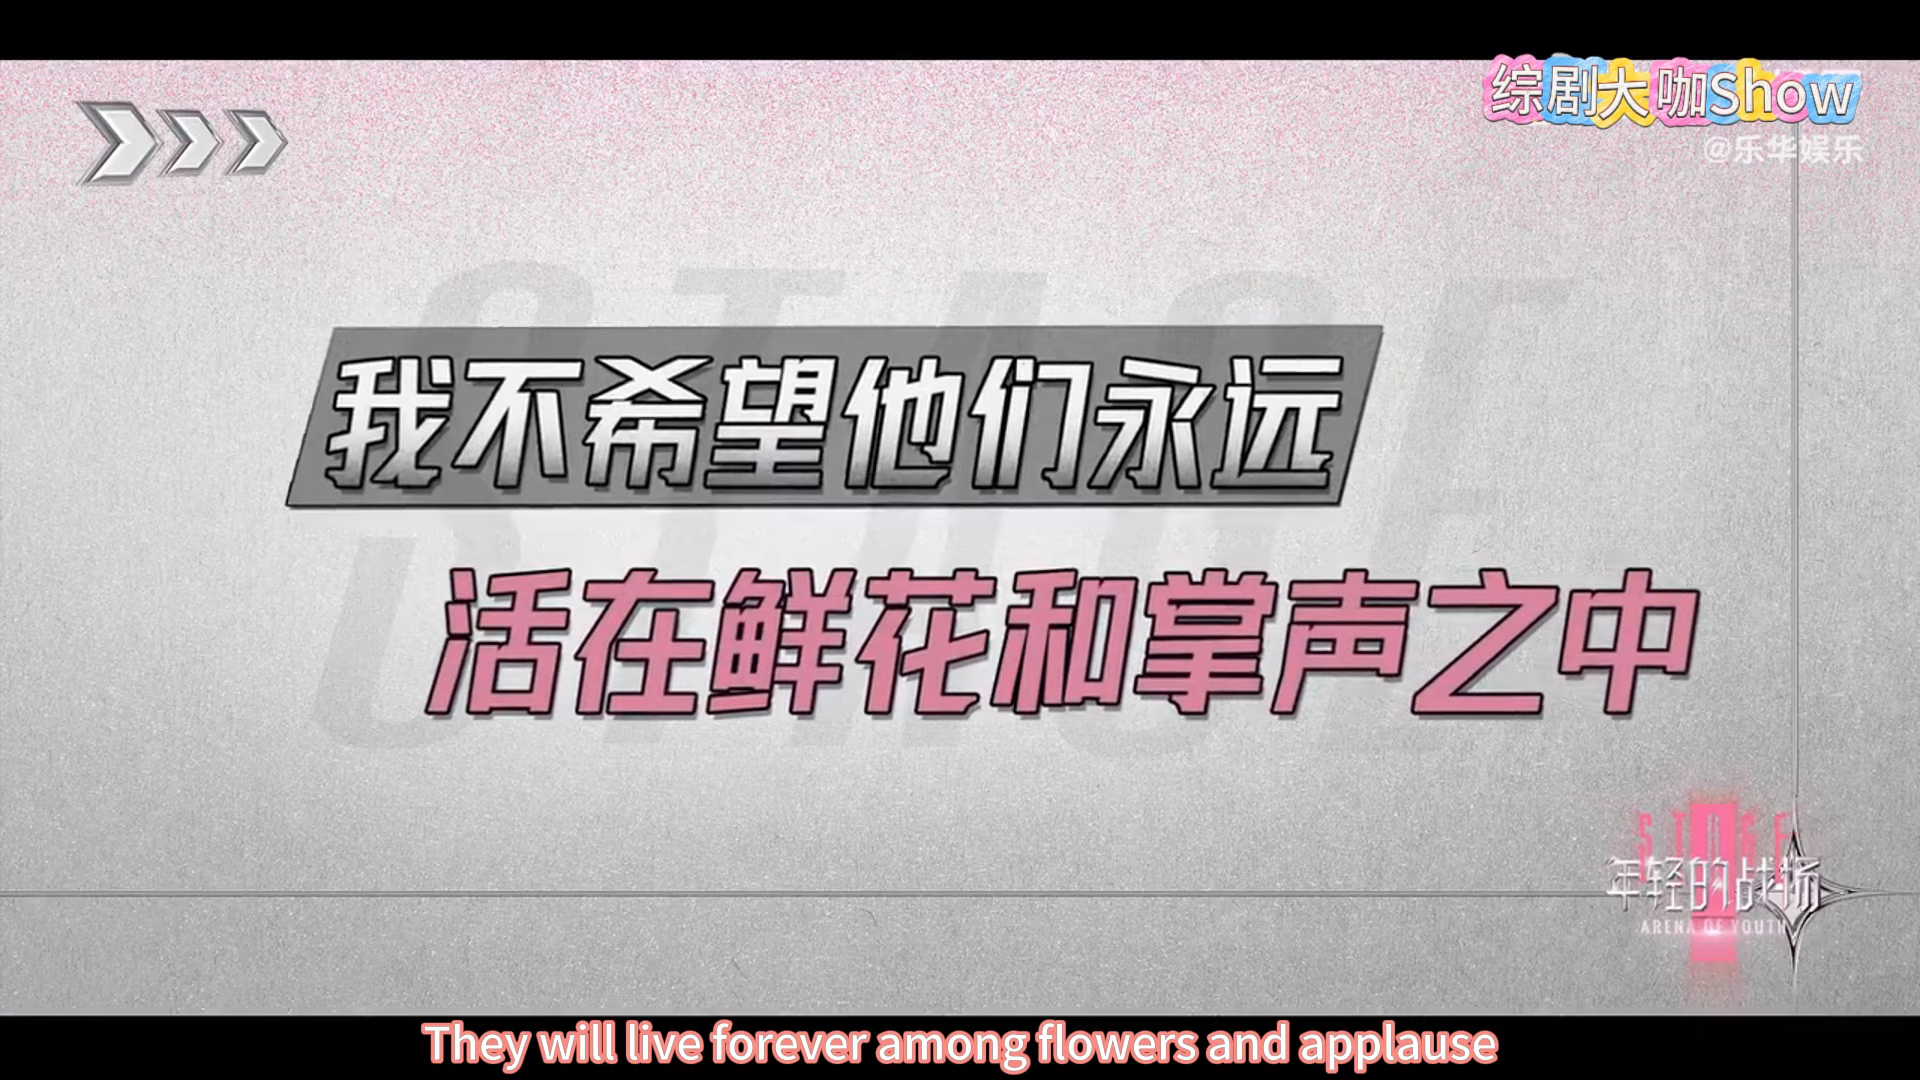 综剧大咖Show
@乐华娱乐
STAGE
我不希望他们永远
活在鲜花和掌声之中
STAGE
年轻的战场
ARENA OF YOUTH
They will live forever among flowers and applause